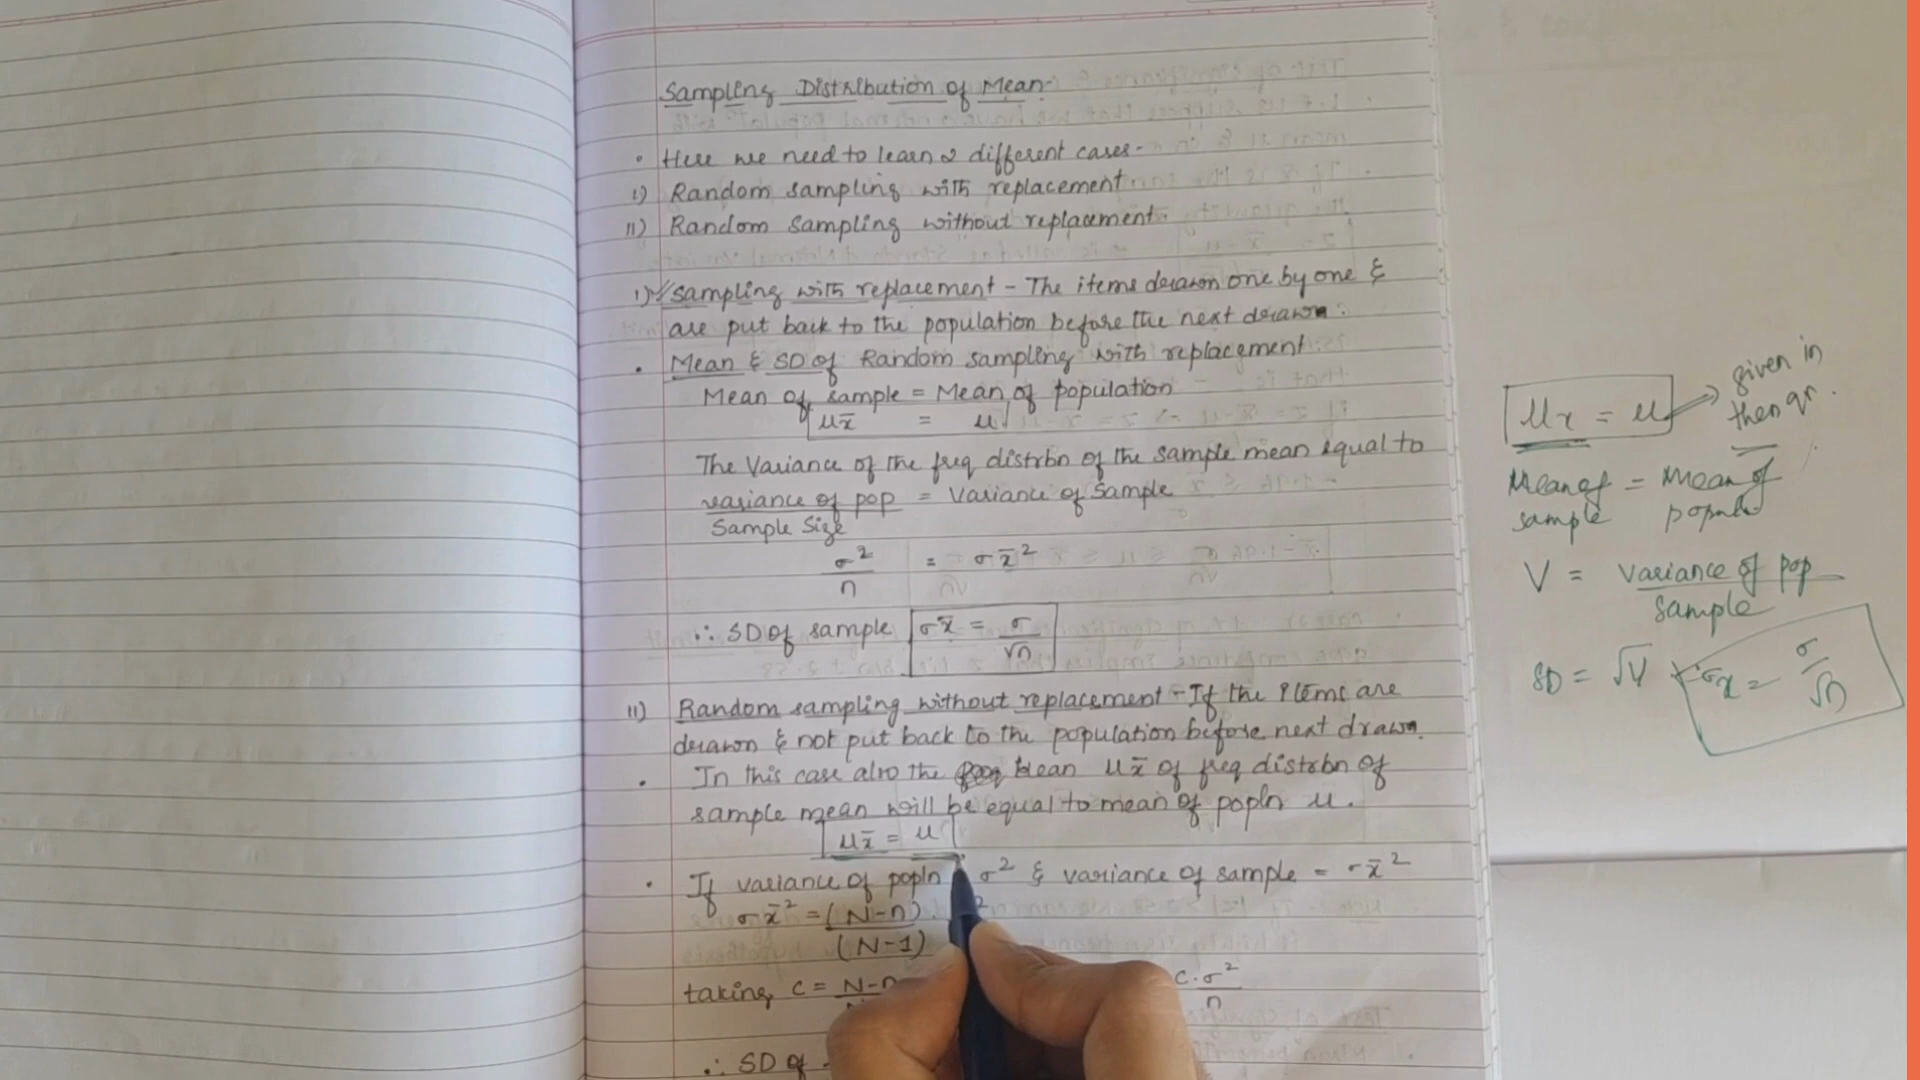 Sampling Distribution of Mean-
• Here we need to learn 2 different cases-
i) Random sampling with replacement.
ii) Random Sampling without replacement.
i) Sampling with replacement - The items drawn one by one &
are put back to the population before the next drawn.
• Mean & SD of Random sampling with replacement.
Mean of sample = Mean of population
μx̄ = μ
The Variance of the freq distrbn of the sample mean equal to
variance of pop = Variance of Sample
Sample Size
σ² = σx̄²
n
∴ SD of sample σx̄ = σ
√n
ii) Random sampling without replacement - If the items are
drawn & not put back to the population before next drawn.
• In this case also the Mean μx̄ of freq distrbn of
sample mean will be equal to mean of popln μ.
μx̄ = μ
• If variance of popln σ² & variance of sample = σx̄²
σx̄² = (N-n)
(N-1)
taking C = N-n C.σ²
n
∴ SD of
μx = μ → given in
then qr.
Mean of = Mean of
sample popul
V = Variance of pop
Sample
SD = √V σx = σ
√n